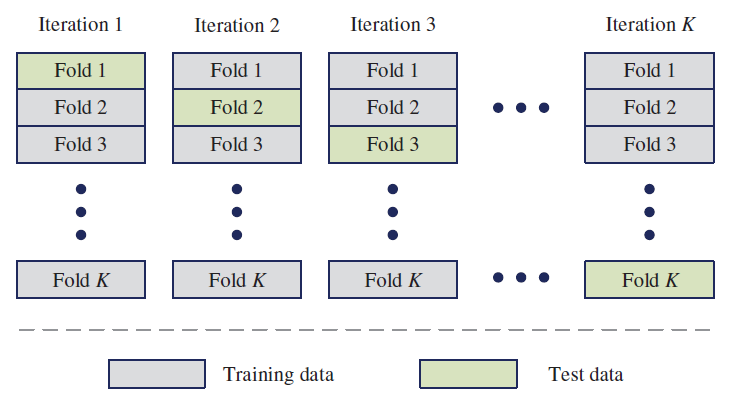 Iteration 1 Iteration 2 Iteration 3 Iteration K
Fold 1 Fold 1 Fold 1 Fold 1
Fold 2 Fold 2 Fold 2 Fold 2
Fold 3 Fold 3 Fold 3 Fold 3
Fold K Fold K Fold K Fold K
Training data Test data